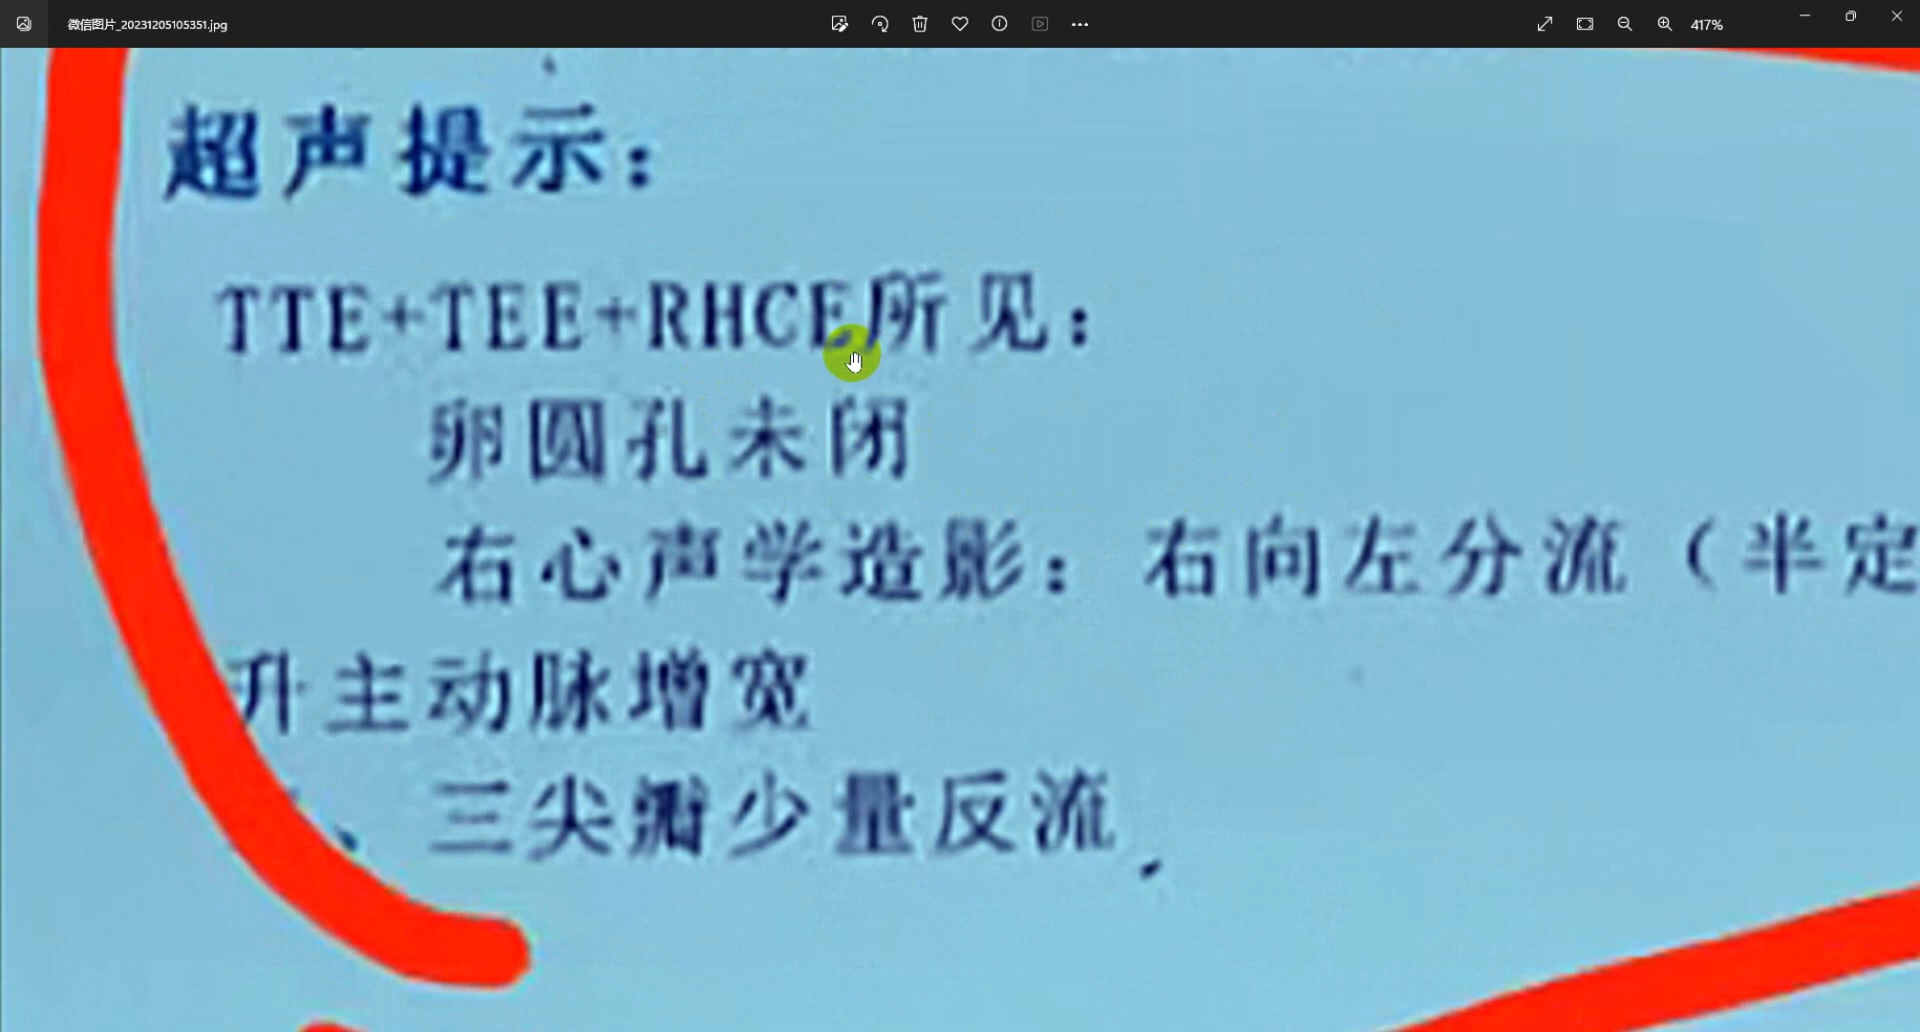 微信图片_20231205105351.jpg
417%
超声提示：
TTE+TEE+RHCE所见：
卵圆孔未闭
右心声学造影：右向左分流（半定
升主动脉增宽
、三尖瓣少量反流